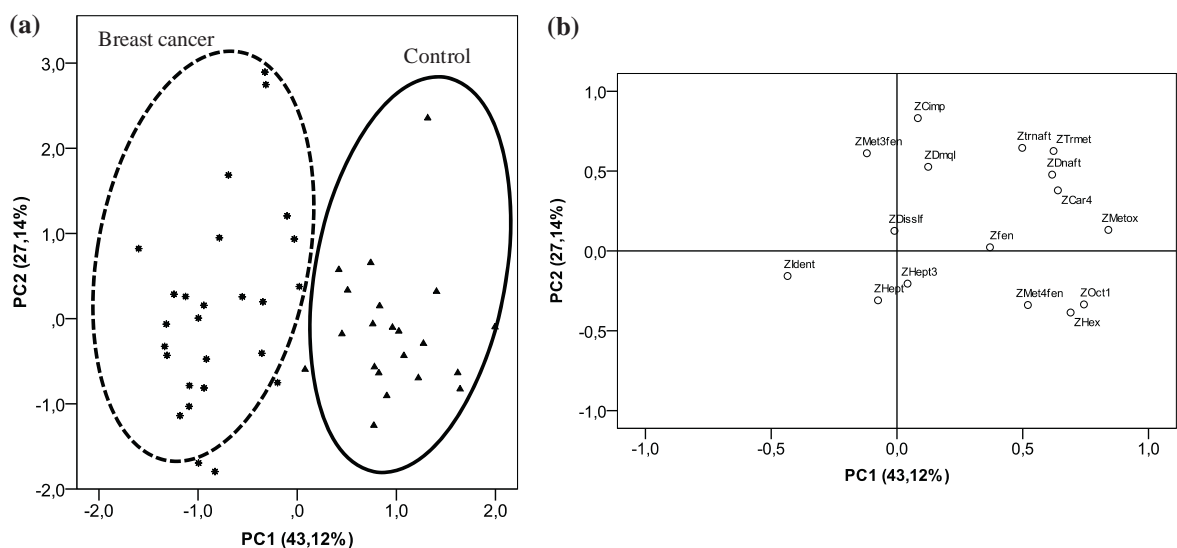 (a)
Breast cancer
Control
3,0
2,0
1,0
,0
-1,0
-2,0
PC2 (27,14%)
-2,0 -1,0 ,0 1,0 2,0
PC1 (43,12%)
(b)
1,0
0,5
0,0
-0,5
-1,0
PC2 (27,14%)
ZCimp
ZMet3fen
Ztrnaft
ZTrmet
ZDmql
ZDnaft
ZCar4
ZDisslf
ZMetox
Zfen
ZIdent
ZHept3
ZHept
ZMet4fen
ZOct1
ZHex
-1,0 -0,5 0,0 0,5 1,0
PC1 (43,12%)